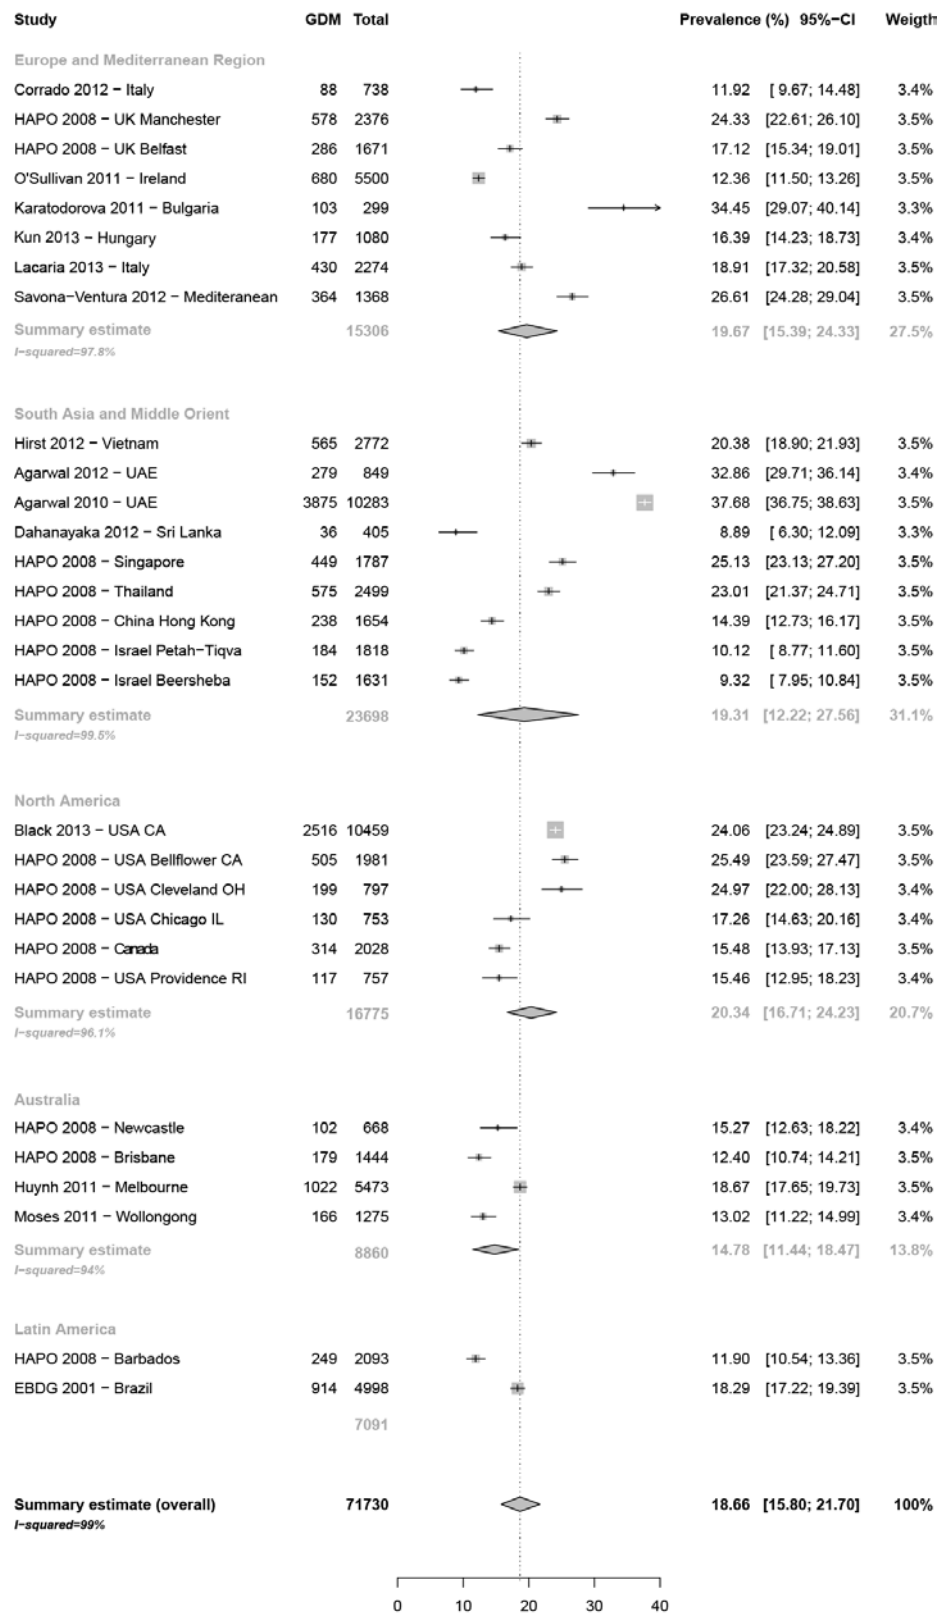 Study GDM Total Prevalence (%) 95%−CI Weigth
Europe and Mediterranean Region
Corrado 2012 − Italy 88 738 11.92 [ 9.67; 14.48] 3.4%
HAPO 2008 − UK Manchester 578 2376 24.33 [22.61; 26.10] 3.5%
HAPO 2008 − UK Belfast 286 1671 17.12 [15.34; 19.01] 3.5%
O'Sullivan 2011 − Ireland 680 5500 12.36 [11.50; 13.26] 3.5%
Karatodorova 2011 − Bulgaria 103 299 34.45 [29.07; 40.14] 3.3%
Kun 2013 − Hungary 177 1080 16.39 [14.23; 18.73] 3.4%
Lacaria 2013 − Italy 430 2274 18.91 [17.32; 20.58] 3.5%
Savona−Ventura 2012 − Mediteranean 364 1368 26.61 [24.28; 29.04] 3.5%
Summary estimate 15306 19.67 [15.39; 24.33] 27.5%
I−squared=97.8%
South Asia and Middle Orient
Hirst 2012 − Vietnam 565 2772 20.38 [18.90; 21.93] 3.5%
Agarwal 2012 − UAE 279 849 32.86 [29.71; 36.14] 3.4%
Agarwal 2010 − UAE 3875 10283 37.68 [36.75; 38.63] 3.5%
Dahanayaka 2012 − Sri Lanka 36 405 8.89 [ 6.30; 12.09] 3.3%
HAPO 2008 − Singapore 449 1787 25.13 [23.13; 27.20] 3.5%
HAPO 2008 − Thailand 575 2499 23.01 [21.37; 24.71] 3.5%
HAPO 2008 − China Hong Kong 238 1654 14.39 [12.73; 16.17] 3.5%
HAPO 2008 − Israel Petah−Tiqva 184 1818 10.12 [ 8.77; 11.60] 3.5%
HAPO 2008 − Israel Beersheba 152 1631 9.32 [ 7.95; 10.84] 3.5%
Summary estimate 23698 19.31 [12.22; 27.56] 31.1%
I−squared=99.5%
North America
Black 2013 − USA CA 2516 10459 24.06 [23.24; 24.89] 3.5%
HAPO 2008 − USA Bellflower CA 505 1981 25.49 [23.59; 27.47] 3.5%
HAPO 2008 − USA Cleveland OH 199 797 24.97 [22.00; 28.13] 3.4%
HAPO 2008 − USA Chicago IL 130 753 17.26 [14.63; 20.16] 3.4%
HAPO 2008 − Canada 314 2028 15.48 [13.93; 17.13] 3.5%
HAPO 2008 − USA Providence RI 117 757 15.46 [12.95; 18.23] 3.4%
Summary estimate 16775 20.34 [16.71; 24.23] 20.7%
I−squared=96.1%
Australia
HAPO 2008 − Newcastle 102 668 15.27 [12.63; 18.22] 3.4%
HAPO 2008 − Brisbane 179 1444 12.40 [10.74; 14.21] 3.5%
Huynh 2011 − Melbourne 1022 5473 18.67 [17.65; 19.73] 3.5%
Moses 2011 − Wollongong 166 1275 13.02 [11.22; 14.99] 3.4%
Summary estimate 8860 14.78 [11.44; 18.47] 13.8%
I−squared=94%
Latin America
HAPO 2008 − Barbados 249 2093 11.90 [10.54; 13.36] 3.5%
EBDG 2001 − Brazil 914 4998 18.29 [17.22; 19.39] 3.5%
7091
Summary estimate (overall) 71730 18.66 [15.80; 21.70] 100%
I−squared=99%
0 10 20 30 40